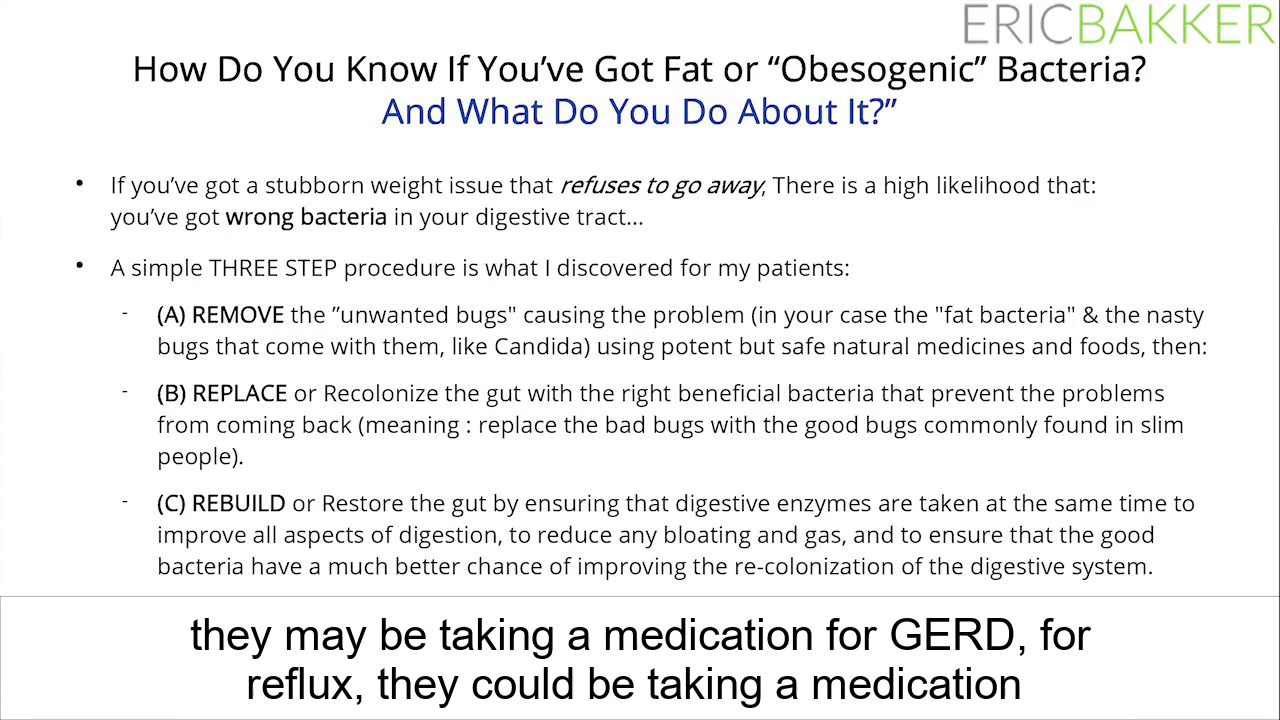 ERICBAKKER
How Do You Know If You’ve Got Fat or “Obesogenic” Bacteria?
And What Do You Do About It?”
• If you’ve got a stubborn weight issue that refuses to go away, There is a high likelihood that:
you’ve got wrong bacteria in your digestive tract...
• A simple THREE STEP procedure is what I discovered for my patients:
- (A) REMOVE the ”unwanted bugs" causing the problem (in your case the "fat bacteria" & the nasty
bugs that come with them, like Candida) using potent but safe natural medicines and foods, then:
- (B) REPLACE or Recolonize the gut with the right beneficial bacteria that prevent the problems
from coming back (meaning : replace the bad bugs with the good bugs commonly found in slim
people).
- (C) REBUILD or Restore the gut by ensuring that digestive enzymes are taken at the same time to
improve all aspects of digestion, to reduce any bloating and gas, and to ensure that the good
bacteria have a much better chance of improving the re-colonization of the digestive system.
they may be taking a medication for GERD, for
reflux, they could be taking a medication